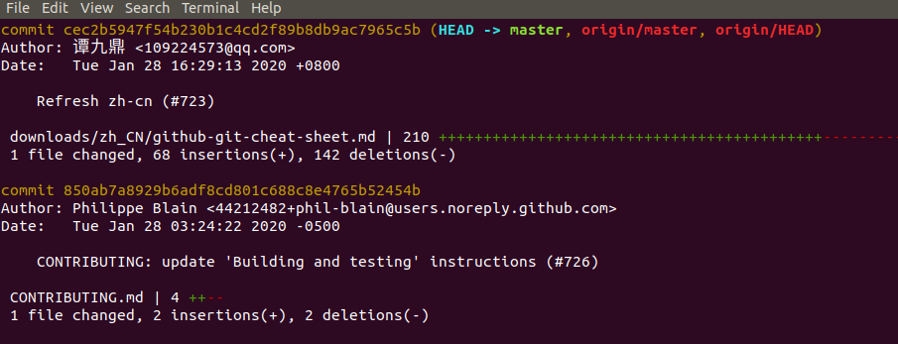 File Edit View Search Terminal Help
commit cec2b5947f54b230b1c4cd2f89b8db9ac7965c5b (HEAD -> master, origin/master, origin/HEAD)
Author: 谭九鼎 <109224573@qq.com>
Date:   Tue Jan 28 16:29:13 2020 +0800
    Refresh zh-cn (#723)
 downloads/zh_CN/github-git-cheat-sheet.md | 210 +++++++++++++++++++++++++++++++++++++++++++---------
 1 file changed, 68 insertions(+), 142 deletions(-)
commit 850ab7a8929b6adf8cd801c688c8e4765b52454b
Author: Philippe Blain <44212482+phil-blain@users.noreply.github.com>
Date:   Tue Jan 28 03:24:22 2020 -0500
    CONTRIBUTING: update 'Building and testing' instructions (#726)
 CONTRIBUTING.md | 4 ++--
 1 file changed, 2 insertions(+), 2 deletions(-)